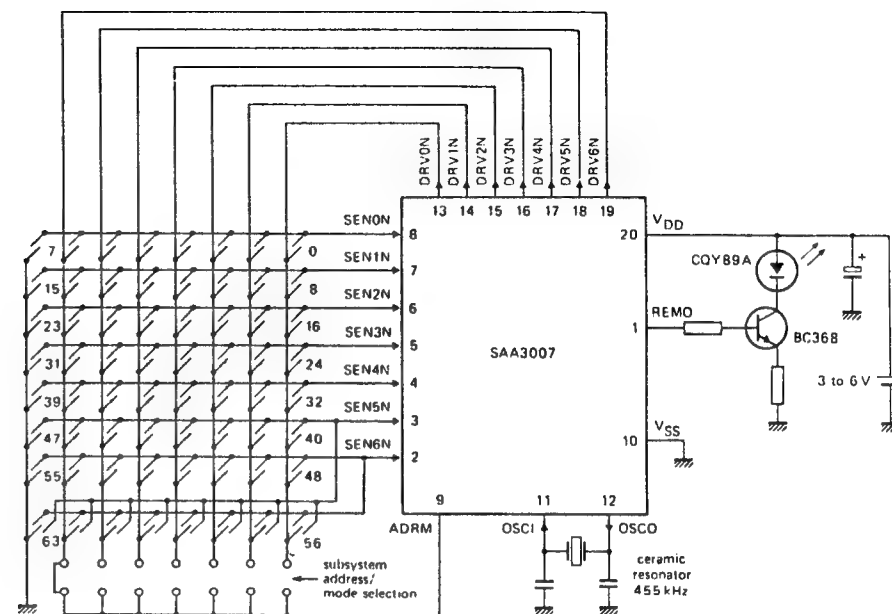 DRV0N
DRV1N
DRV2N
DRV3N
DRV4N
DRV5N
DRV6N
13 14 15 16 17 18 19
SEN0N
8
7 0
SEN1N
7
15 8
SEN2N
6
23 16
SEN3N
5
31 24
SEN4N
4
39 32
SEN5N
3
47 40
SEN6N
2
55 48
63 56
SAA3007
20
VDD
CQY89A
+
REMO
1
BC368
3 to 6 V
VSS
10
9 11 12
ADRM
OSCI
OSCO
subsystem
address/
mode selection
ceramic
resonator
455 kHz